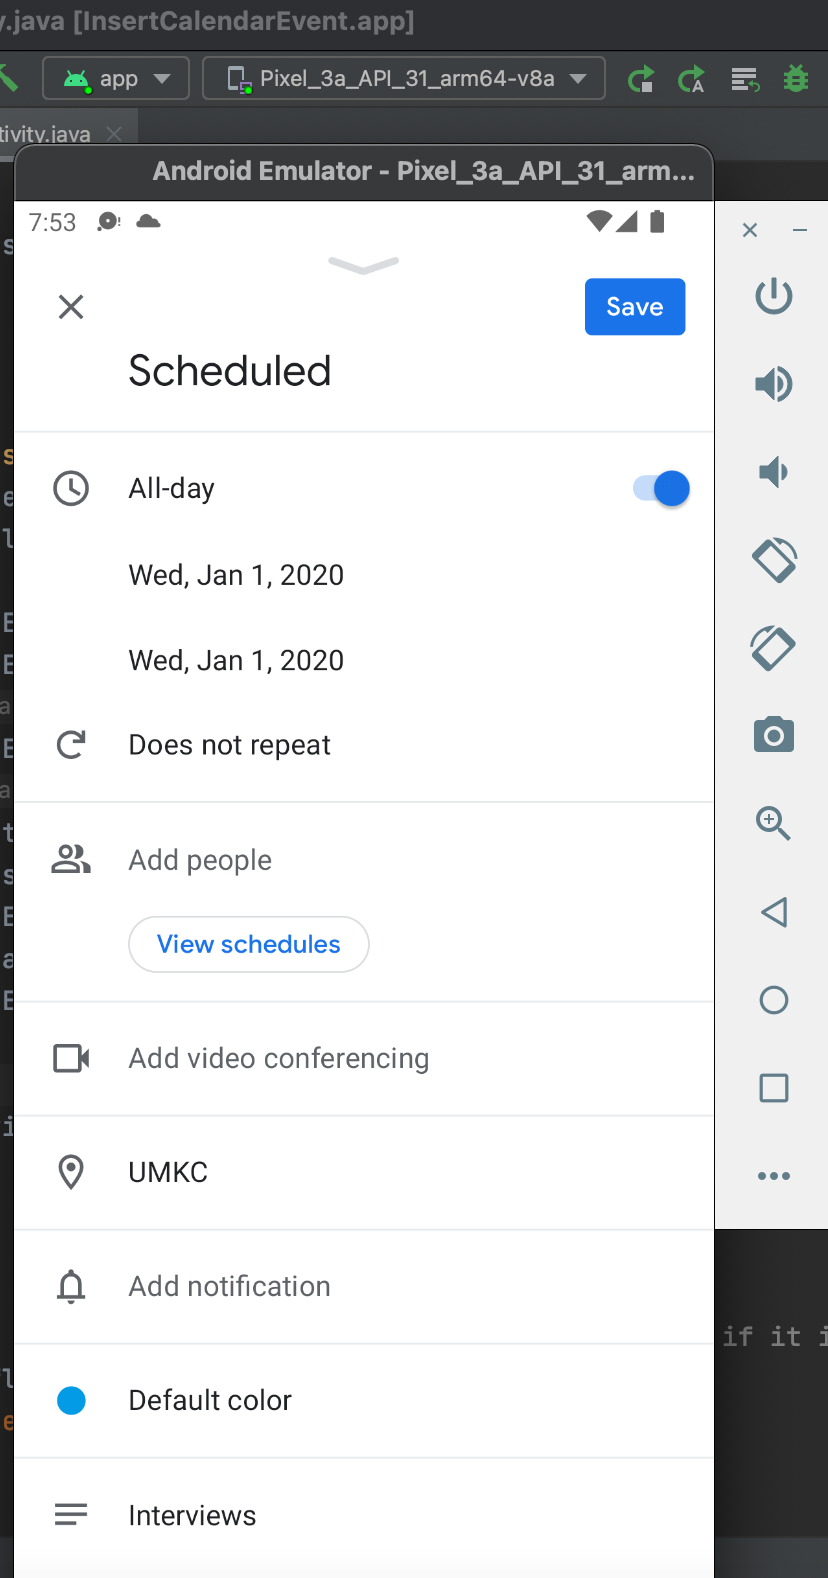 .java [InsertCalendarEvent.app]
app
Pixel_3a_API_31_arm64-v8a
tivity.java
Android Emulator - Pixel_3a_API_31_arm...
7:53
Save
Scheduled
All-day
Wed, Jan 1, 2020
Wed, Jan 1, 2020
Does not repeat
Add people
View schedules
Add video conferencing
UMKC
Add notification
if it i
Default color
Interviews